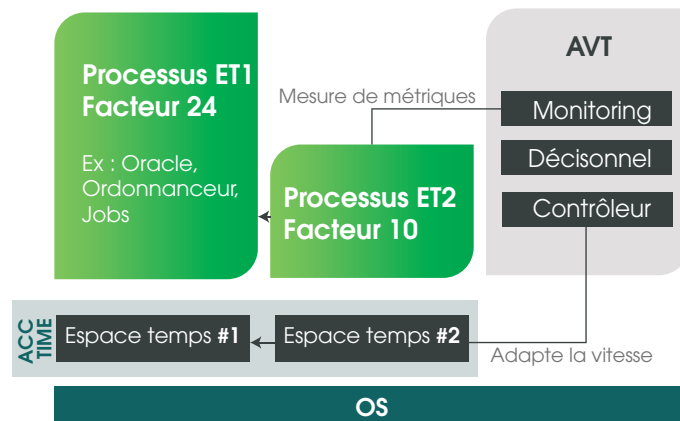 Processus ET1
Facteur 24
Ex : Oracle,
Ordonnanceur,
Jobs
Mesure de métriques
Processus ET2
Facteur 10
AVT
Monitoring
Décisonnel
Contrôleur
ACC
TIME
Espace temps #1
Espace temps #2
Adapte la vitesse
OS